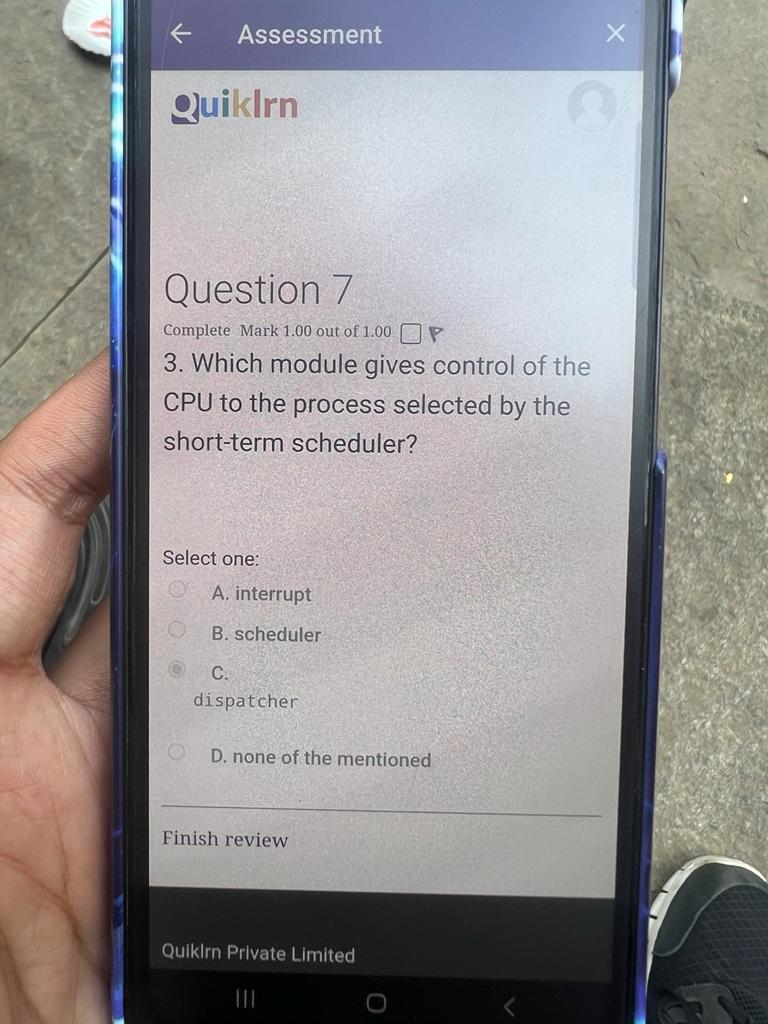 Assessment
Quiklrn
Question 7
Complete Mark 1.00 out of 1.00
3. Which module gives control of the
CPU to the process selected by the
short-term scheduler?
Select one:
A. interrupt
B. scheduler
C.
dispatcher
D. none of the mentioned
Finish review
Quiklrn Private Limited